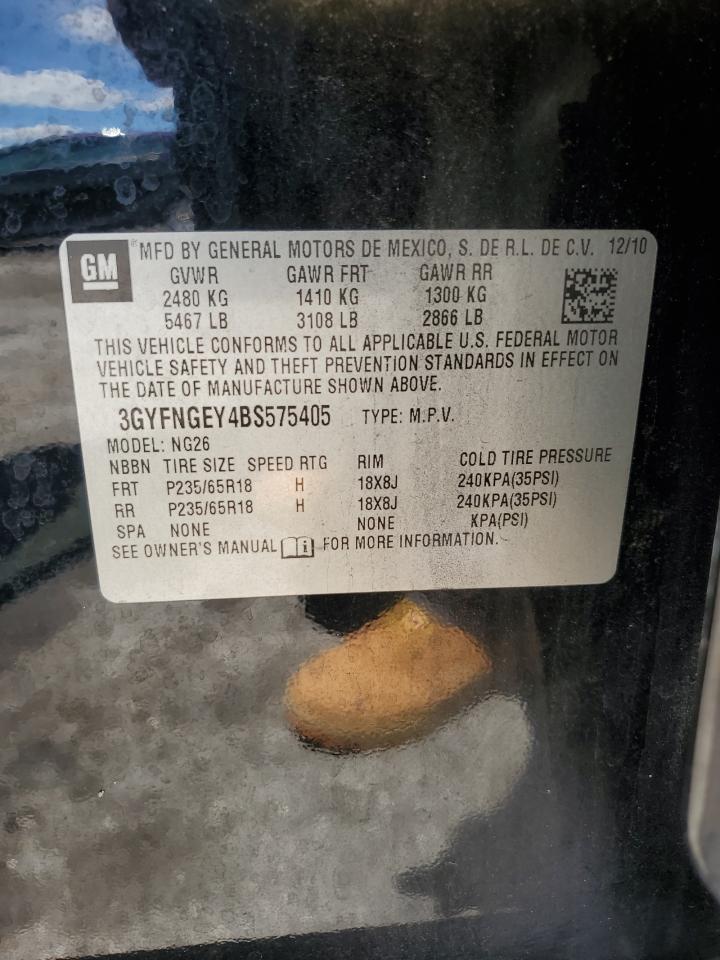 GM ® MFD BY GENERAL MOTORS DE MEXICO, S. DE R.L. DE C.V. 12/10
GVWR GAWR FRT GAWR RR
2480 KG 1410 KG 1300 KG
5467 LB 3108 LB 2866 LB
THIS VEHICLE CONFORMS TO ALL APPLICABLE U.S. FEDERAL MOTOR
VEHICLE SAFETY AND THEFT PREVENTION STANDARDS IN EFFECT ON
THE DATE OF MANUFACTURE SHOWN ABOVE.
3GYFNGEY4BS575405 TYPE: M.P.V.
MODEL: NG26
NBBN TIRE SIZE SPEED RTG RIM COLD TIRE PRESSURE
FRT P235/65R18 H 18X8J 240KPA(35PSI)
RR P235/65R18 H 18X8J 240KPA(35PSI)
SPA NONE NONE KPA(PSI)
SEE OWNER'S MANUAL i FOR MORE INFORMATION.